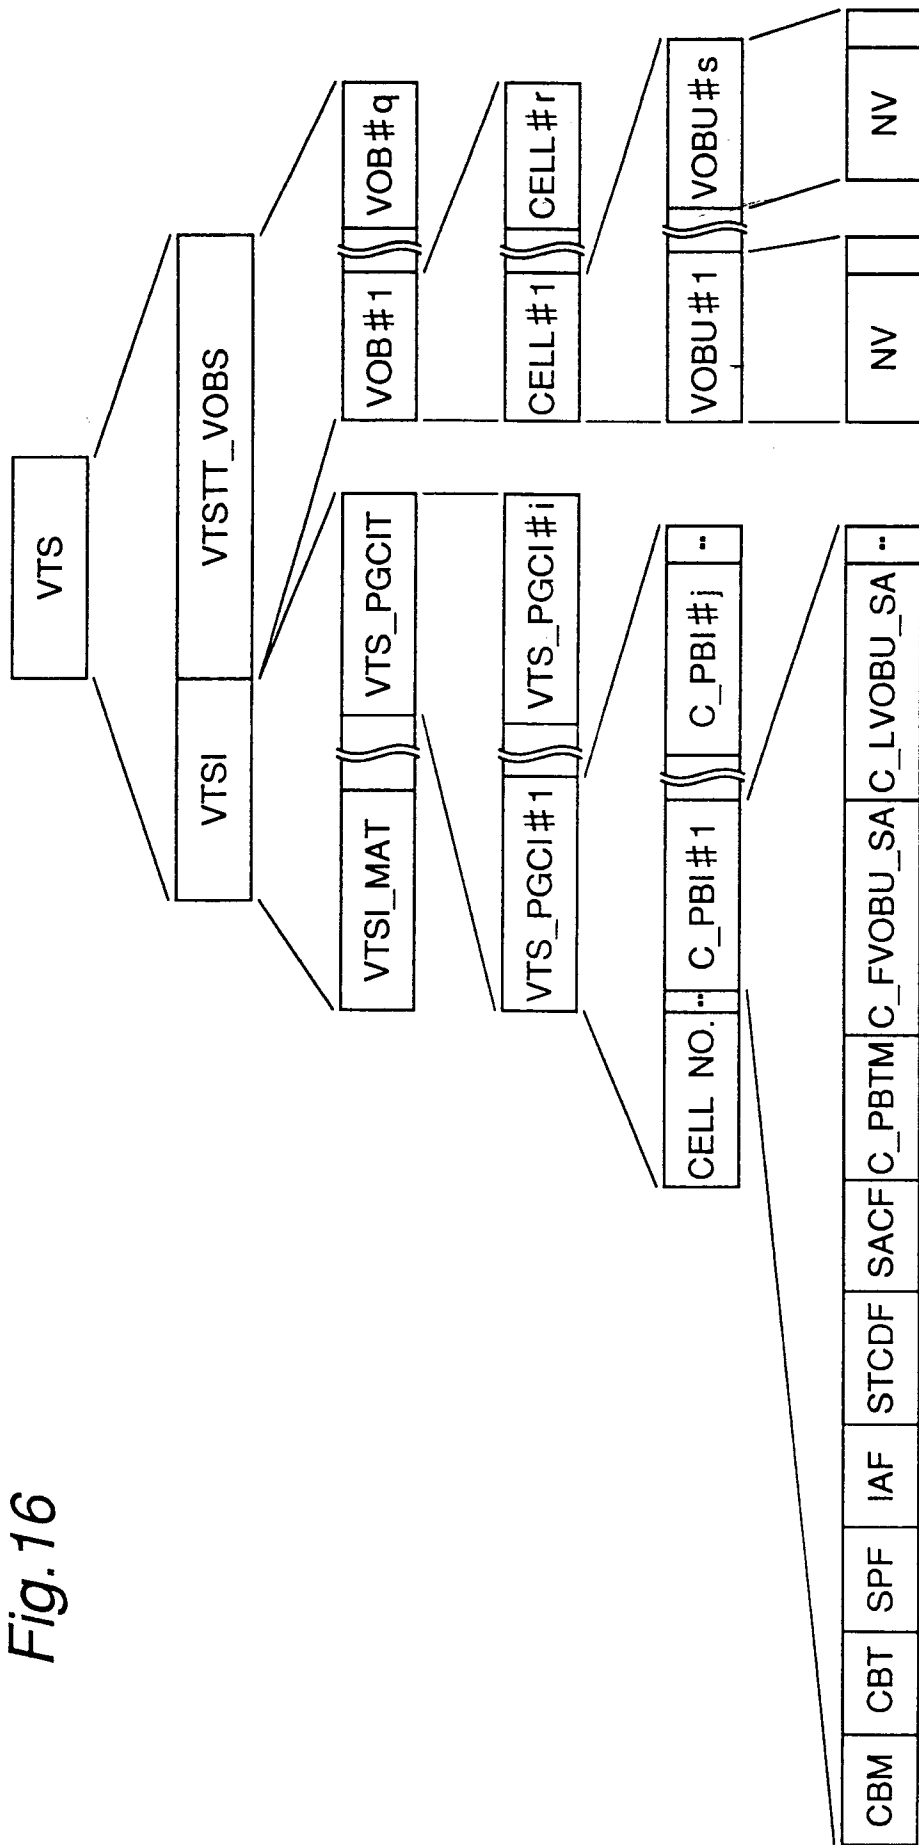 Fig.16
VTS
VTSI VTSTT_VOBS
VTSI_MAT VTS_PGCIT VOB#1 VOB#q
VTS_PGCI#1 VTS_PGCI#i CELL#1 CELL#r
CELL NO. ·· C_PBI#1 C_PBI#j ·· VOBU#1 VOBU#s
CBM CBT SPF IAF STCDF SACF C_PBTM C_FVOBU_SA C_LVOBU_SA ·· NV NV